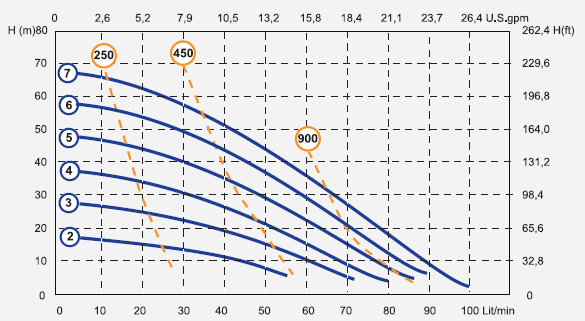 0 2,6 5,2 7,9 10,5 13,2 15,8 18,4 21,1 23,7 26,4 U.S.gpm
H (m) 80 262,4 H(ft)
250 450
70 7 229,6
60 6 196,8
50 5 900 164,0
40 4 131,2
30 3 98,4
20 2 65,6
10 32,8
0 0
0 10 20 30 40 50 60 70 80 90 100 Lit/min